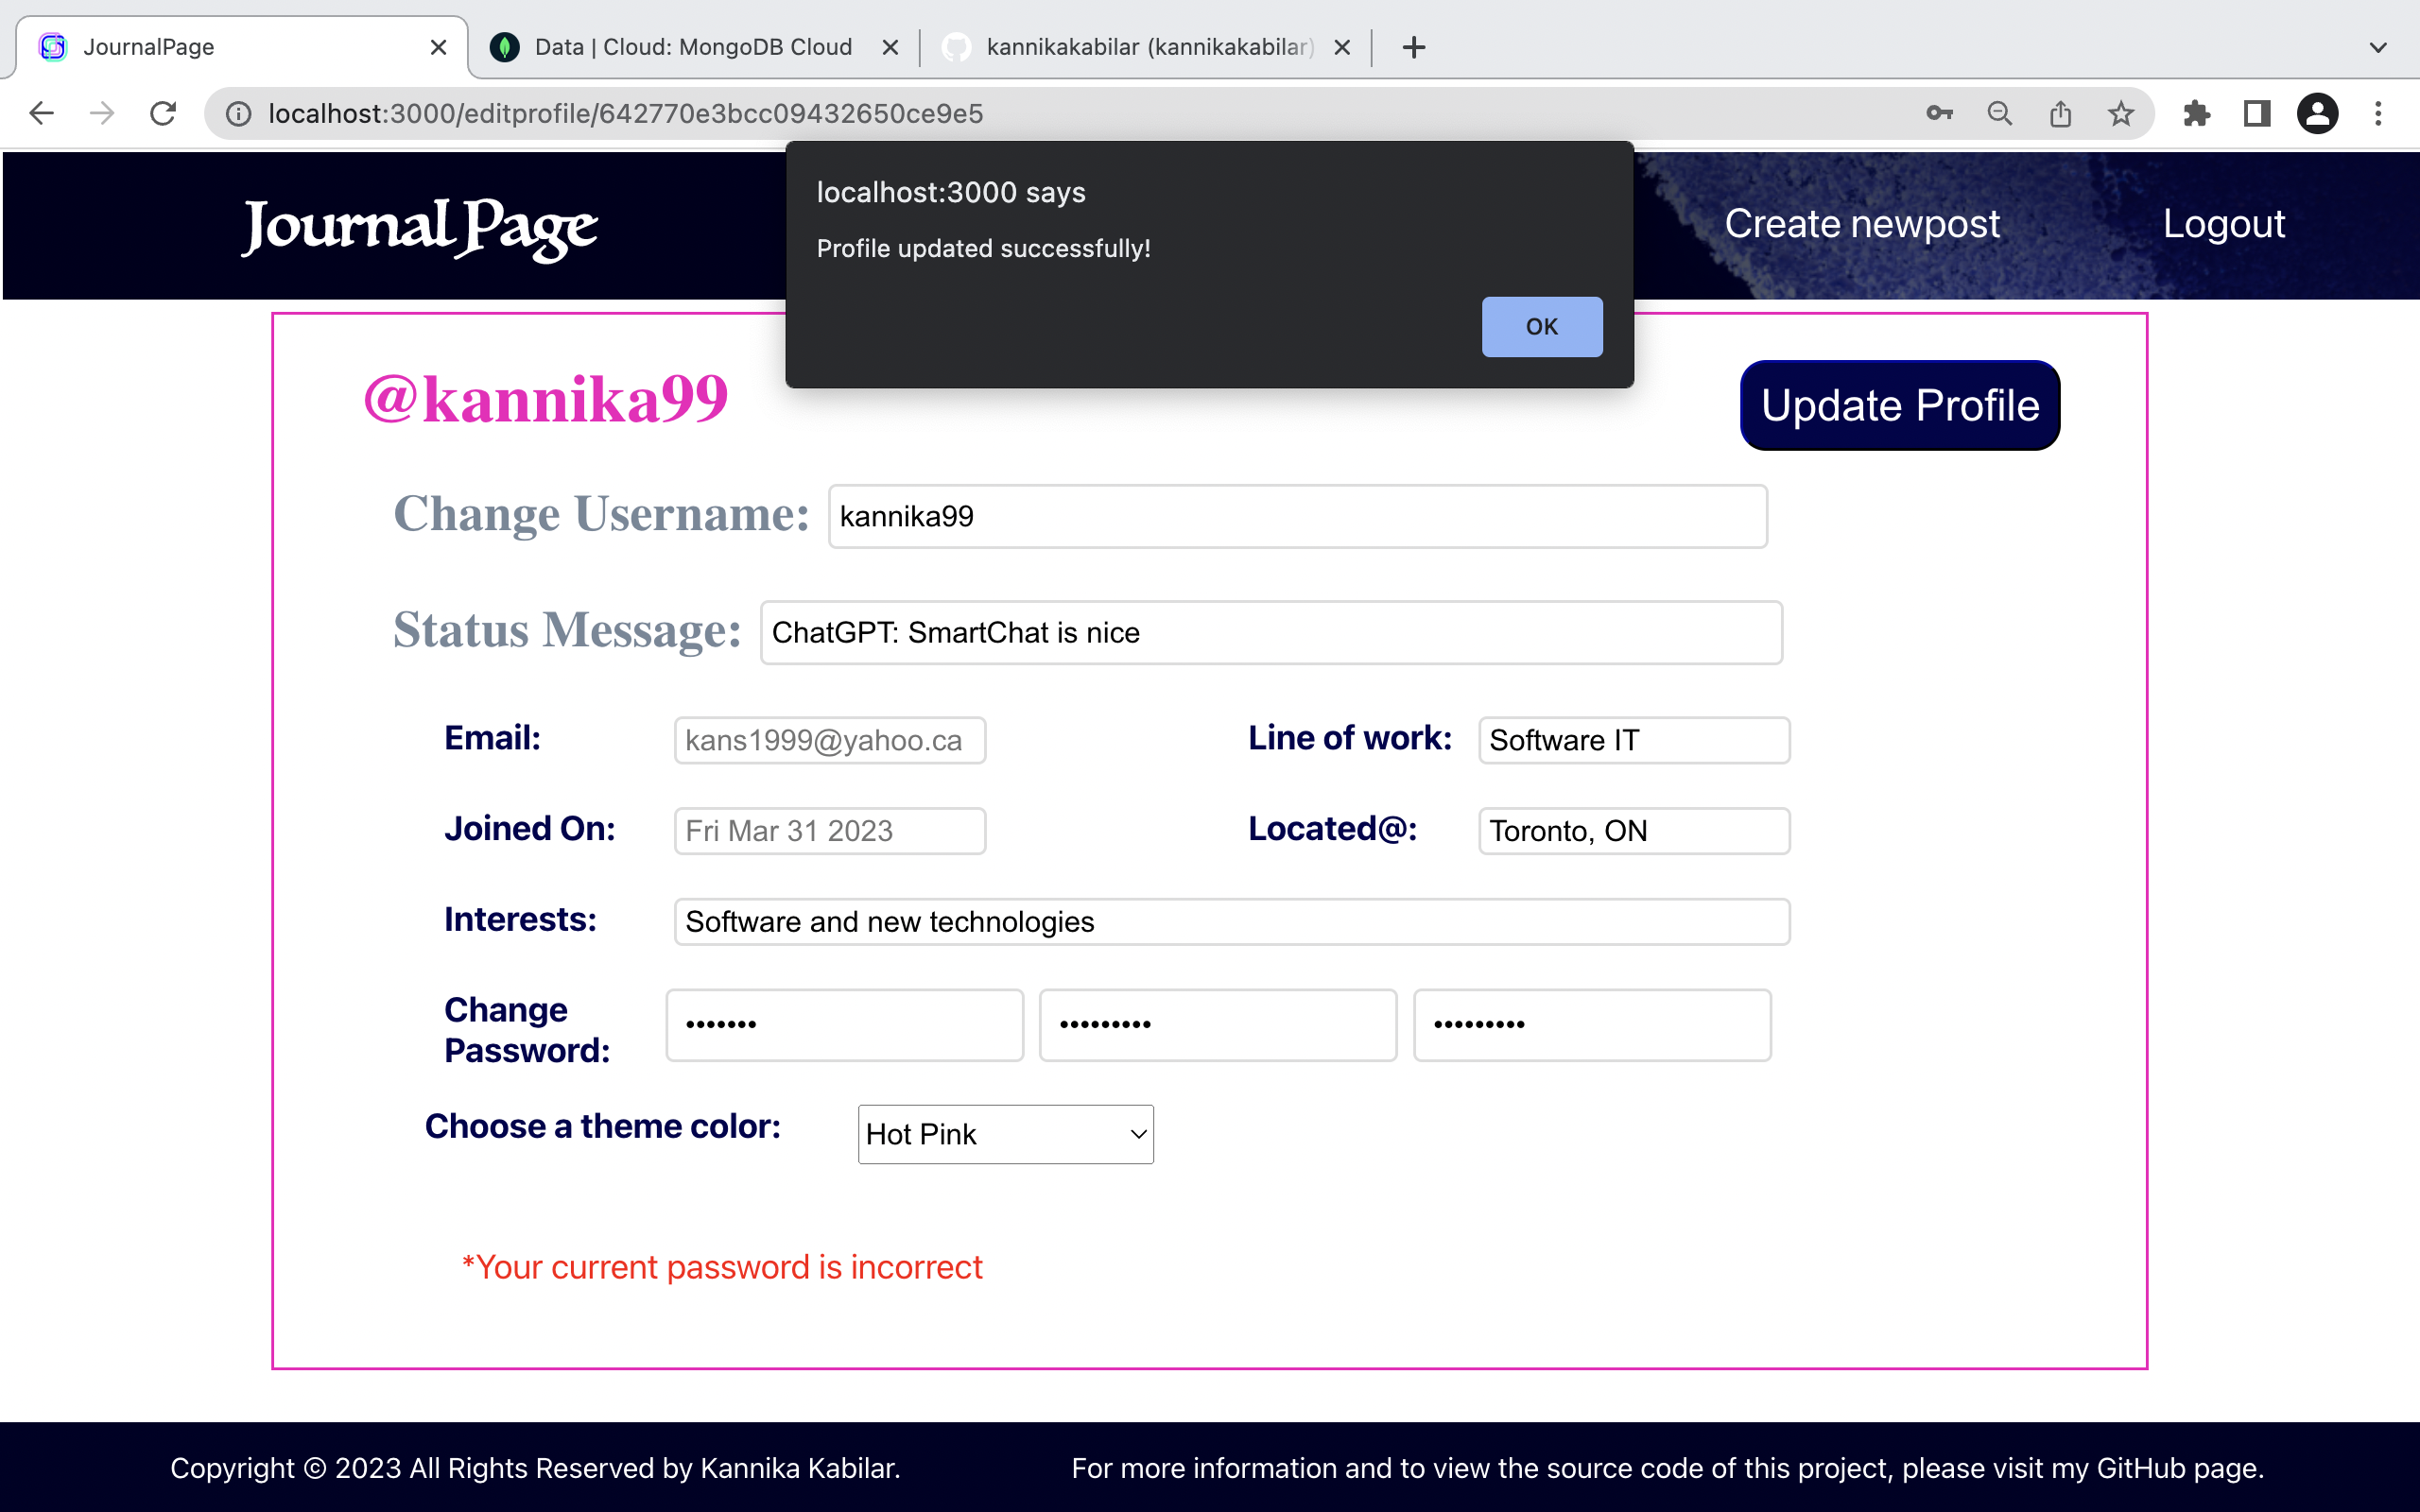 JournalPage
Data | Cloud: MongoDB Cloud
kannikakabilar (kannikakabilar)
localhost:3000/editprofile/642770e3bcc09432650ce9e5
Journal Page
Create newpost
Logout
localhost:3000 says
Profile updated successfully!
OK
@kannika99
Update Profile
Change Username: kannika99
Status Message: ChatGPT: SmartChat is nice
Email: kans1999@yahoo.ca Line of work: Software IT
Joined On: Fri Mar 31 2023 Located@: Toronto, ON
Interests: Software and new technologies
Change
Password: ••••••• ••••••••• •••••••••
Choose a theme color: Hot Pink
*Your current password is incorrect
Copyright © 2023 All Rights Reserved by Kannika Kabilar. For more information and to view the source code of this project, please visit my GitHub page.